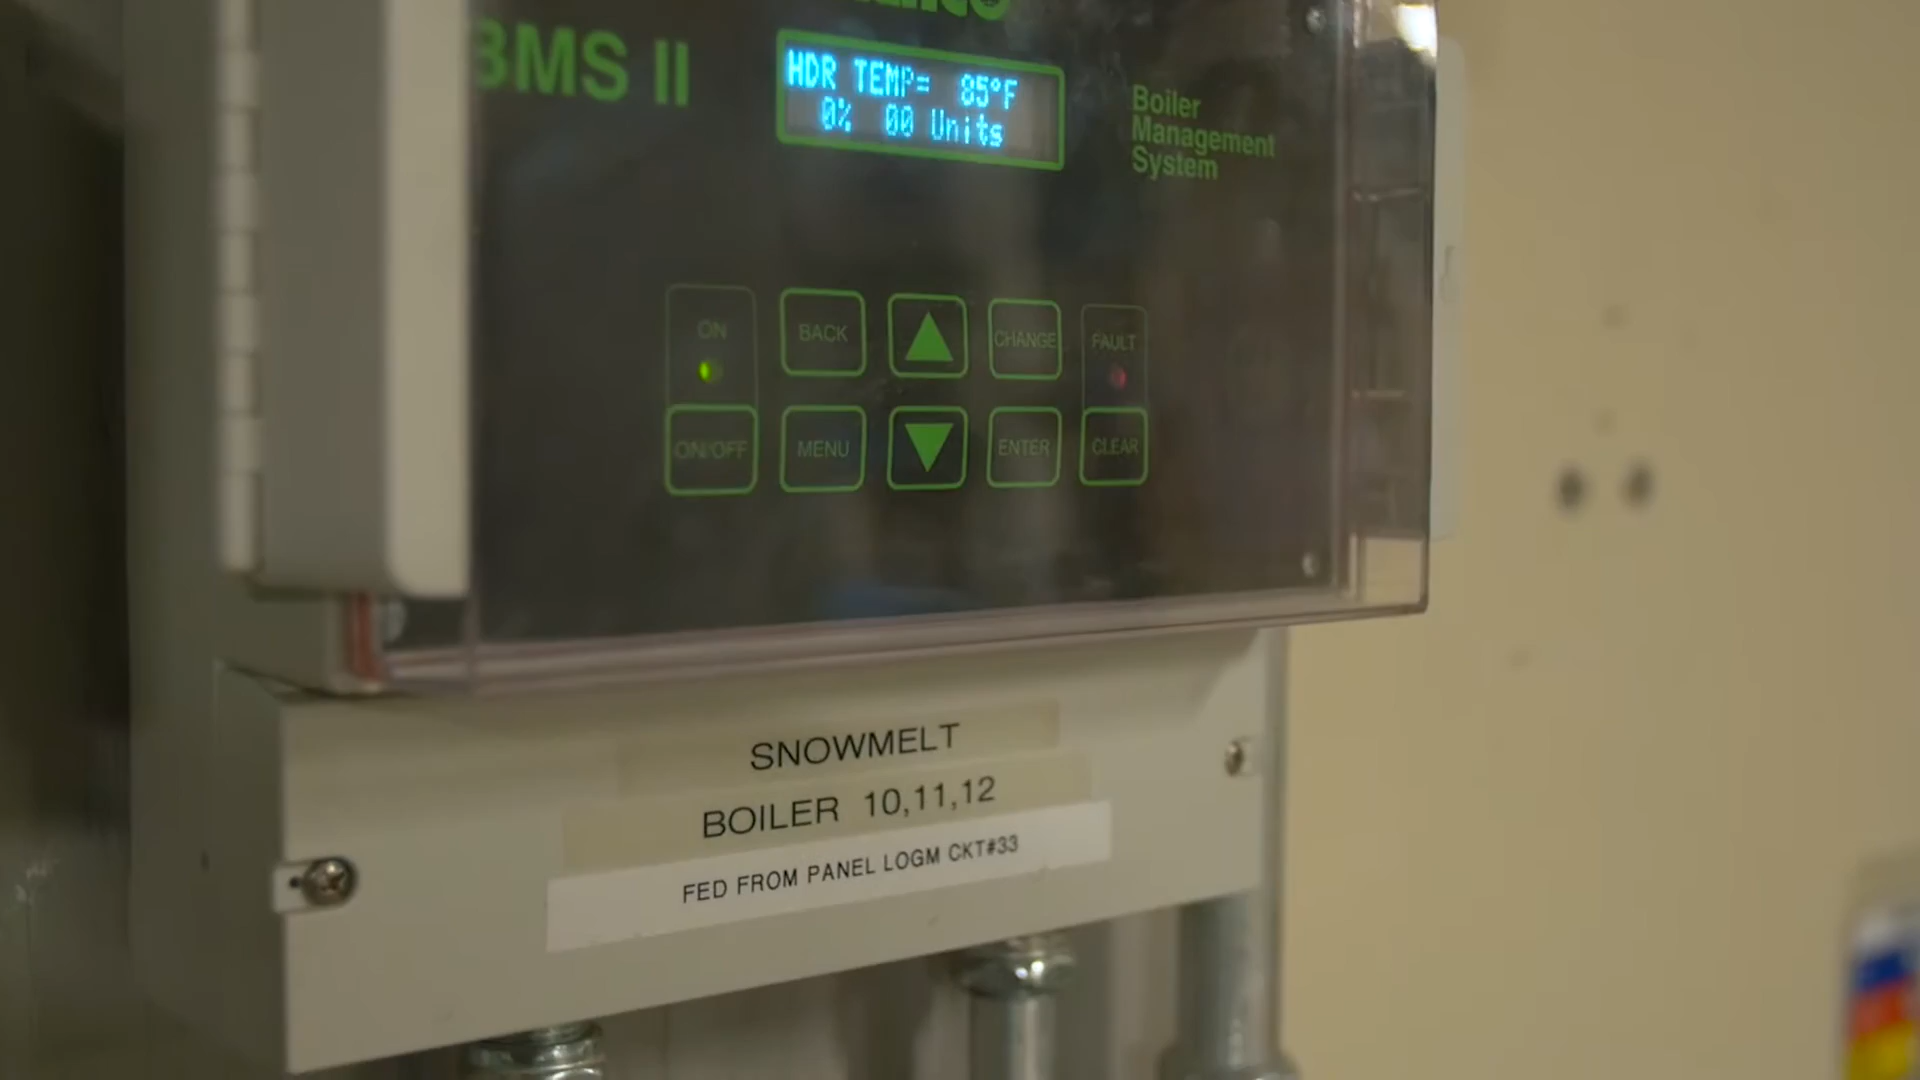 BMS II
HDR TEMP= 85°F
0% 00 Units
Boiler
Management
System
ON
BACK
CHANGE
FAULT
ON/OFF
MENU
ENTER
CLEAR
SNOWMELT
BOILER 10,11,12
FED FROM PANEL LOGM CKT#33